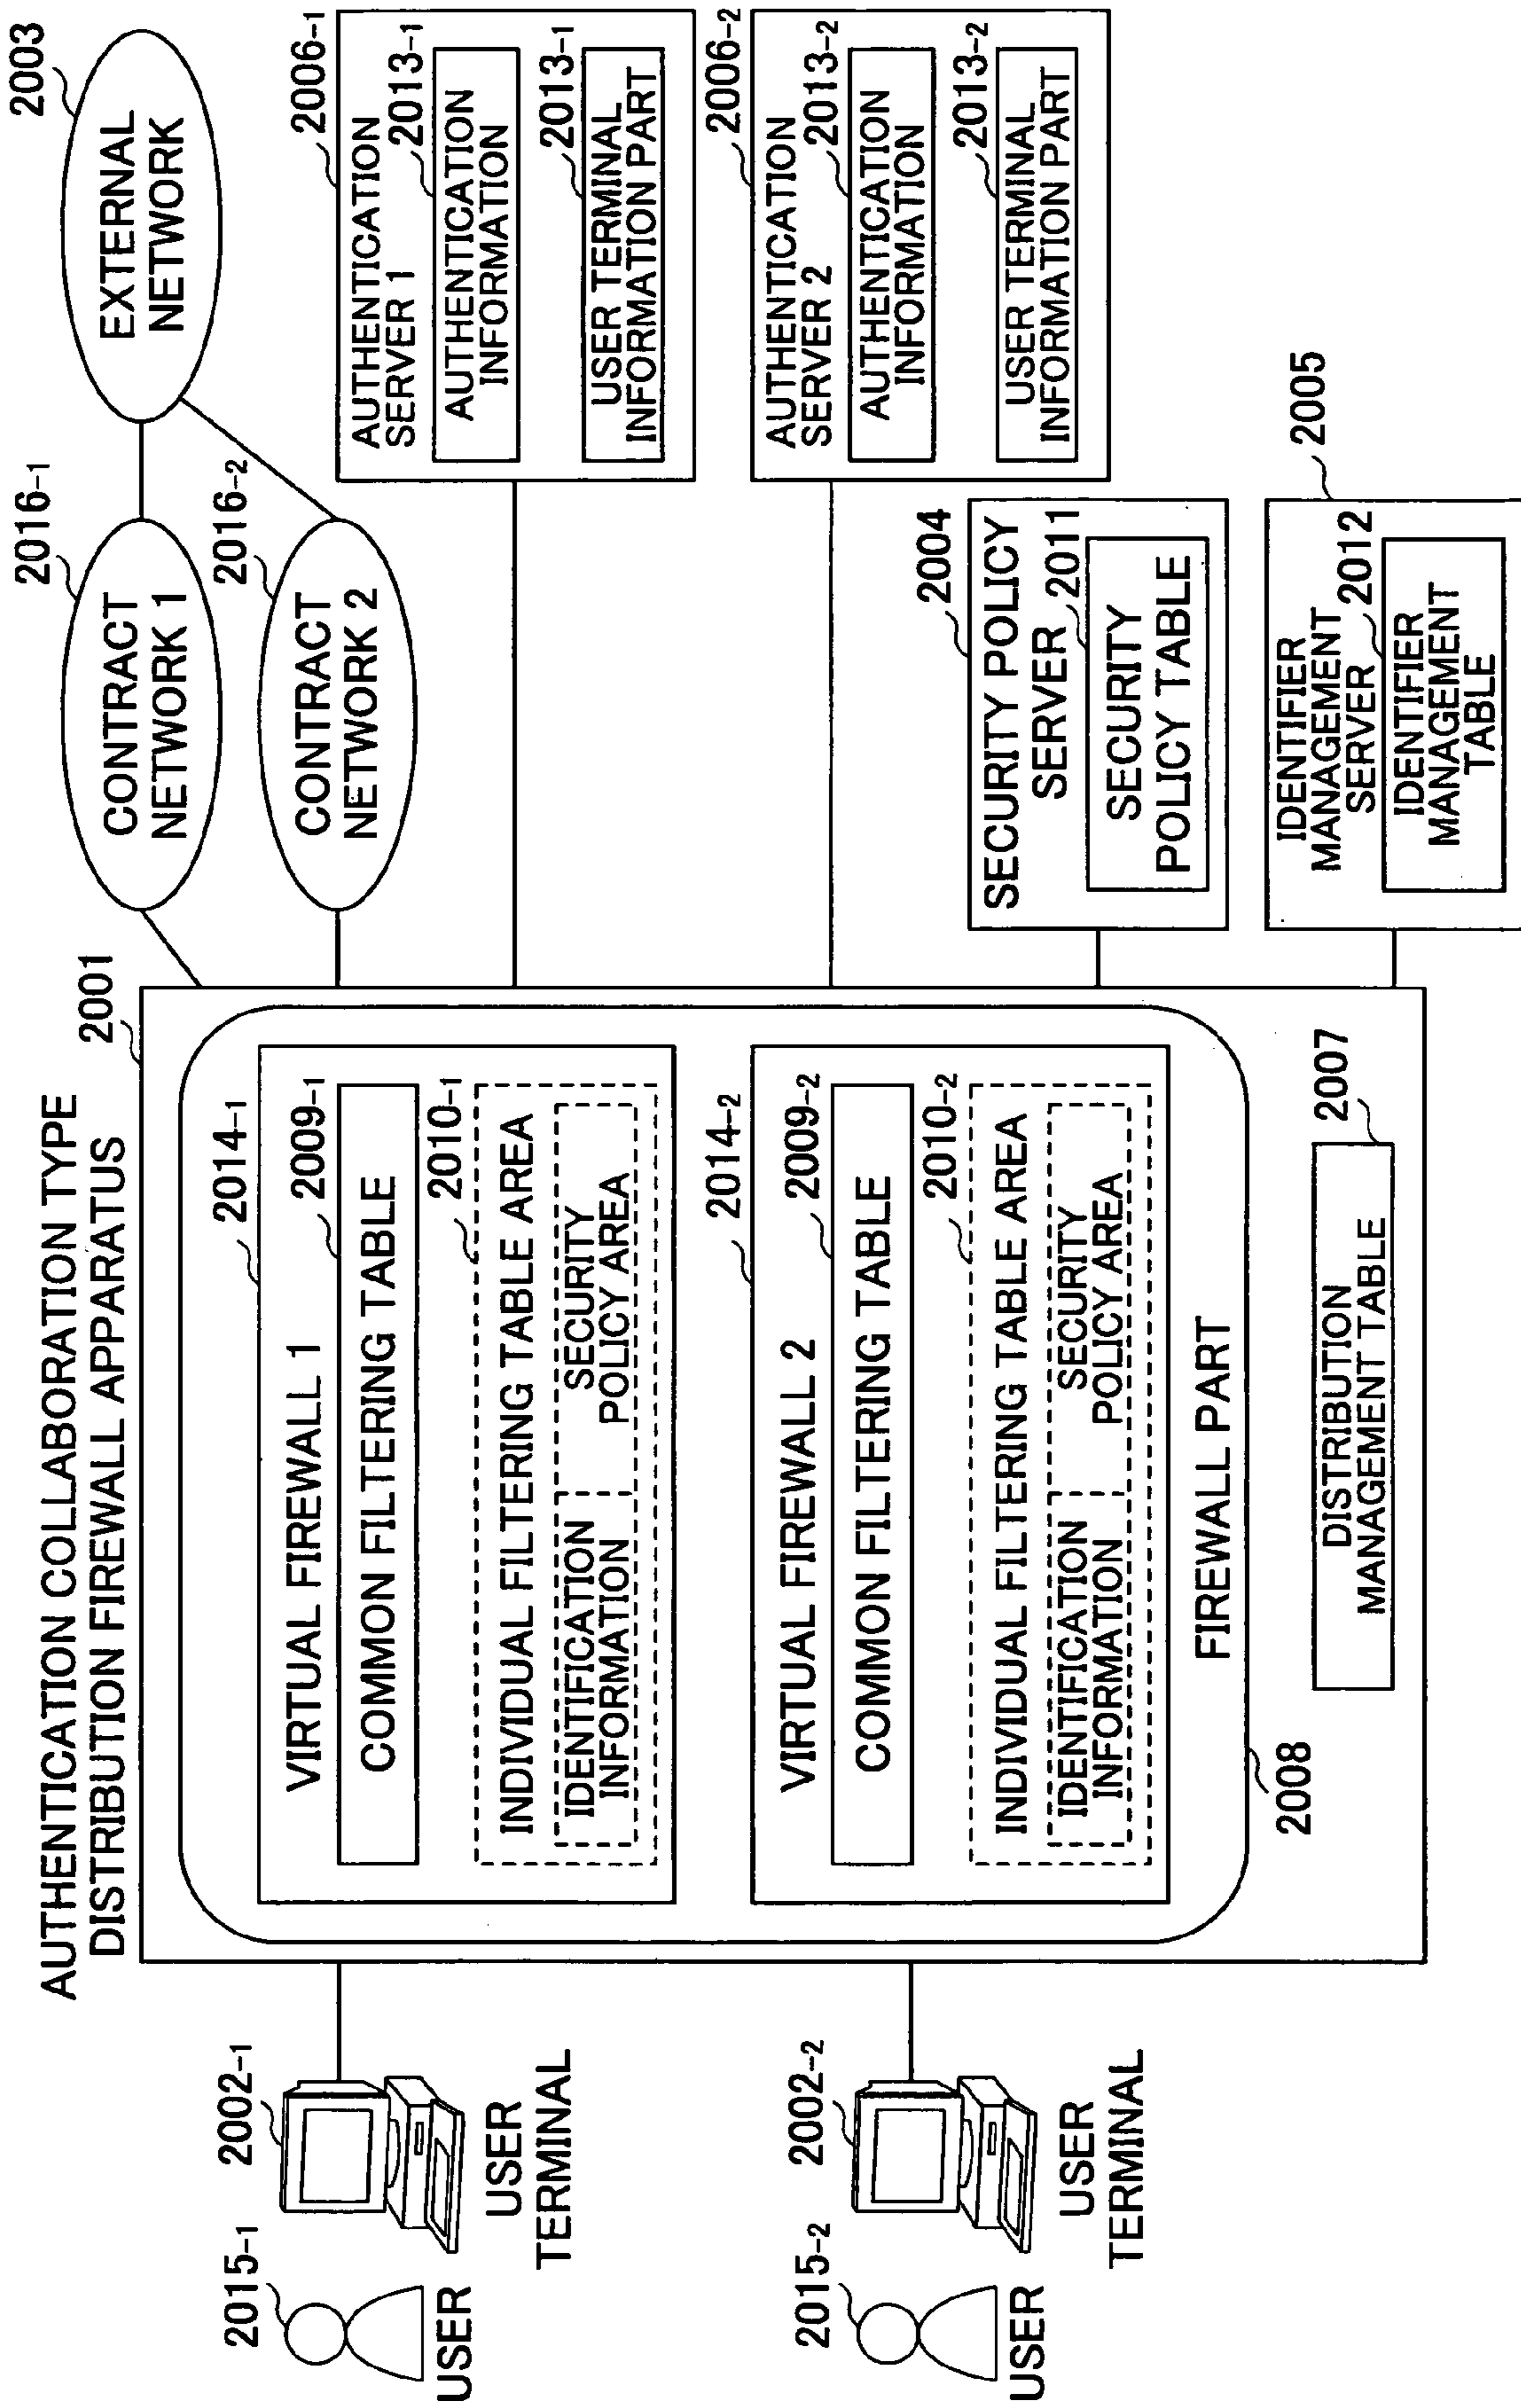 AUTHENTICATION COLLABORATION TYPE
DISTRIBUTION FIREWALL APPARATUS
2001
2015-1
USER
2002-1
USER
TERMINAL
2015-2
USER
2002-2
USER
TERMINAL
2014-1
VIRTUAL FIREWALL 1
2009-1
COMMON FILTERING TABLE
2010-1
INDIVIDUAL FILTERING TABLE AREA
IDENTIFICATION
INFORMATION
SECURITY
POLICY AREA
2014-2
VIRTUAL FIREWALL 2
2009-2
COMMON FILTERING TABLE
2010-2
INDIVIDUAL FILTERING TABLE AREA
IDENTIFICATION
INFORMATION
SECURITY
POLICY AREA
FIREWALL PART
2008
2007
DISTRIBUTION
MANAGEMENT TABLE
2016-1
CONTRACT
NETWORK 1
2016-2
CONTRACT
NETWORK 2
2003
EXTERNAL
NETWORK
2006-1
AUTHENTICATION
SERVER 1
2013-1
AUTHENTICATION
INFORMATION
2013-1
USER TERMINAL
INFORMATION PART
2006-2
AUTHENTICATION
SERVER 2
2013-2
AUTHENTICATION
INFORMATION
2013-2
USER TERMINAL
INFORMATION PART
2004
SECURITY POLICY
SERVER
2011
SECURITY
POLICY TABLE
2005
IDENTIFIER
MANAGEMENT
SERVER
2012
IDENTIFIER
MANAGEMENT
TABLE